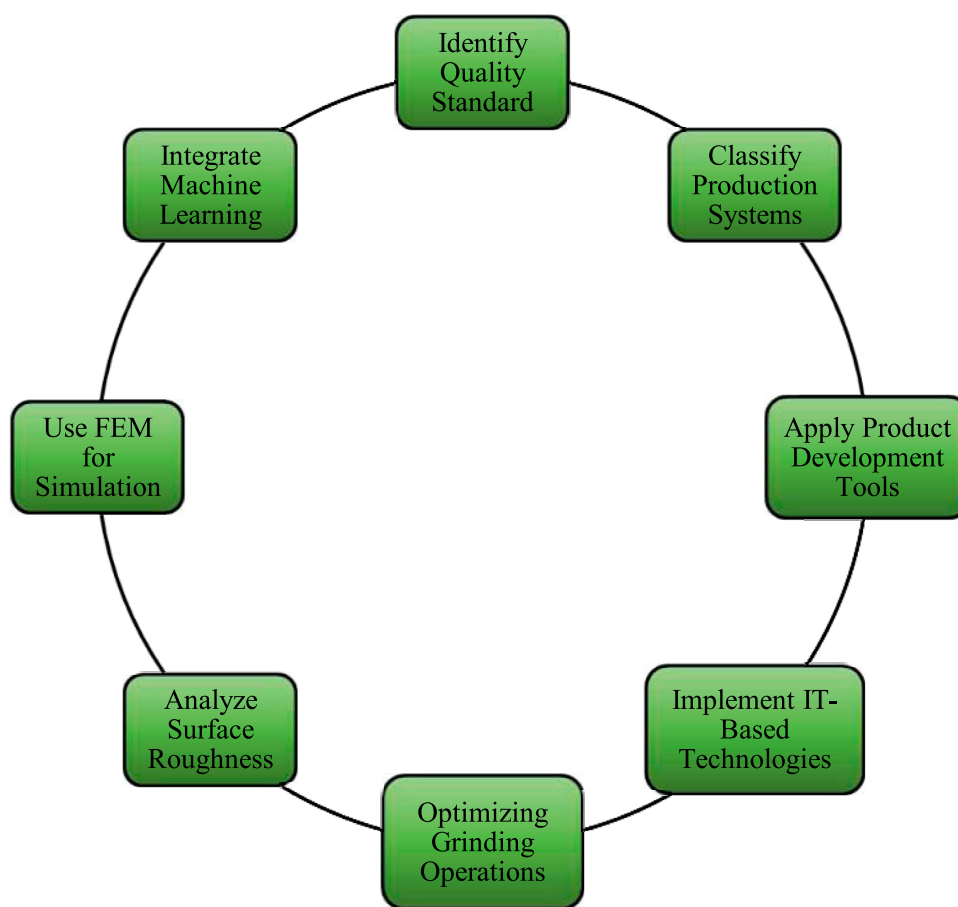 Identify
Quality
Standard
Classify
Production
Systems
Apply Product
Development
Tools
Implement IT-
Based
Technologies
Optimizing
Grinding
Operations
Analyze
Surface
Roughness
Use FEM
for
Simulation
Integrate
Machine
Learning